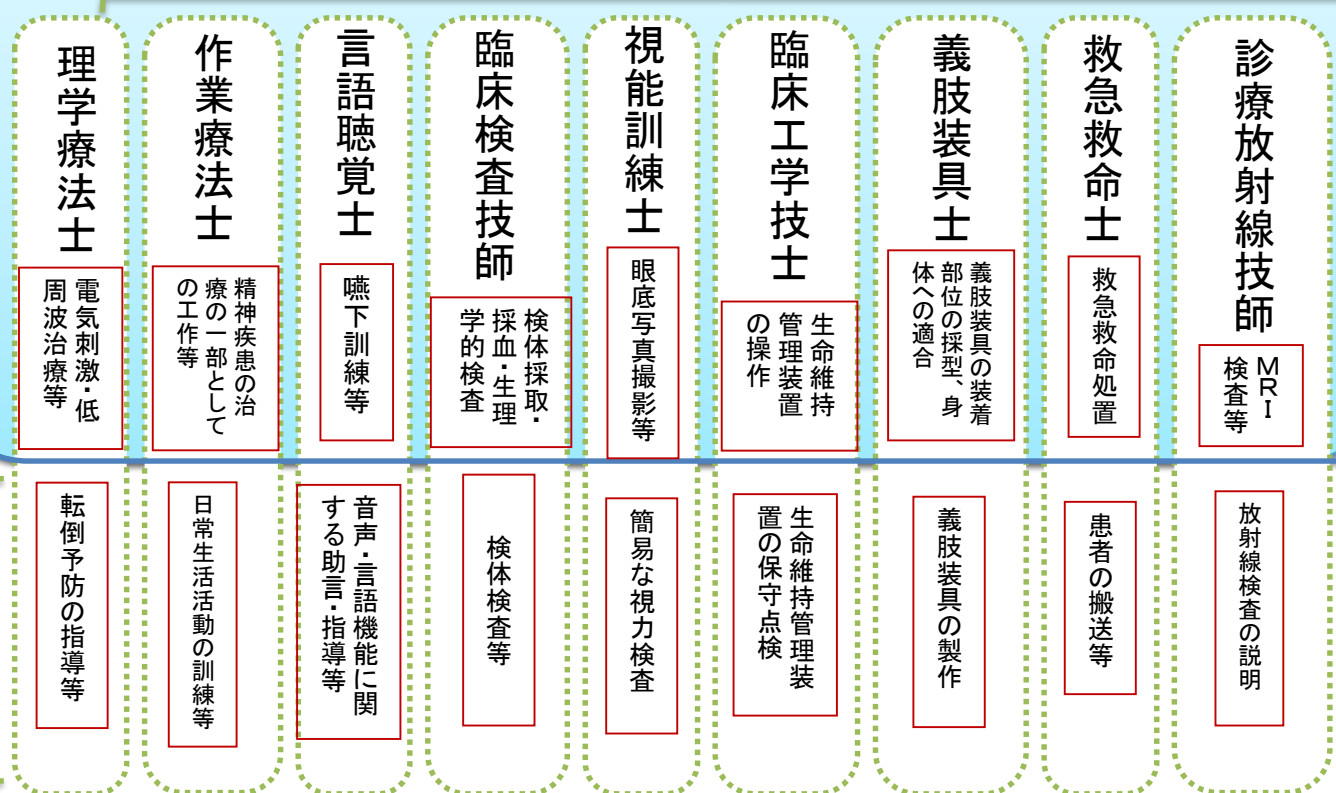 理学療法士
電気刺激・低
周波治療等
転倒予防の指導等
作業療法士
精神疾患の治
療の一部として
の工作等
日常生活活動の訓練等
言語聴覚士
嚥下訓練等
音声・言語機能に関
する助言・指導等
臨床検査技師
検体採取・
採血・生理
学的検査
検体検査等
視能訓練士
眼底写真撮影等
簡易な視力検査
臨床工学技士
生命維持
管理装置
の操作
生命維持管理装
置の保守点検
義肢装具士
義肢装具の装着
部位の採型、身
体への適合
義肢装具の製作
救急救命士
救急救命処置
患者の搬送等
診療放射線技師
ＭＲＩ
検査等
放射線検査の説明